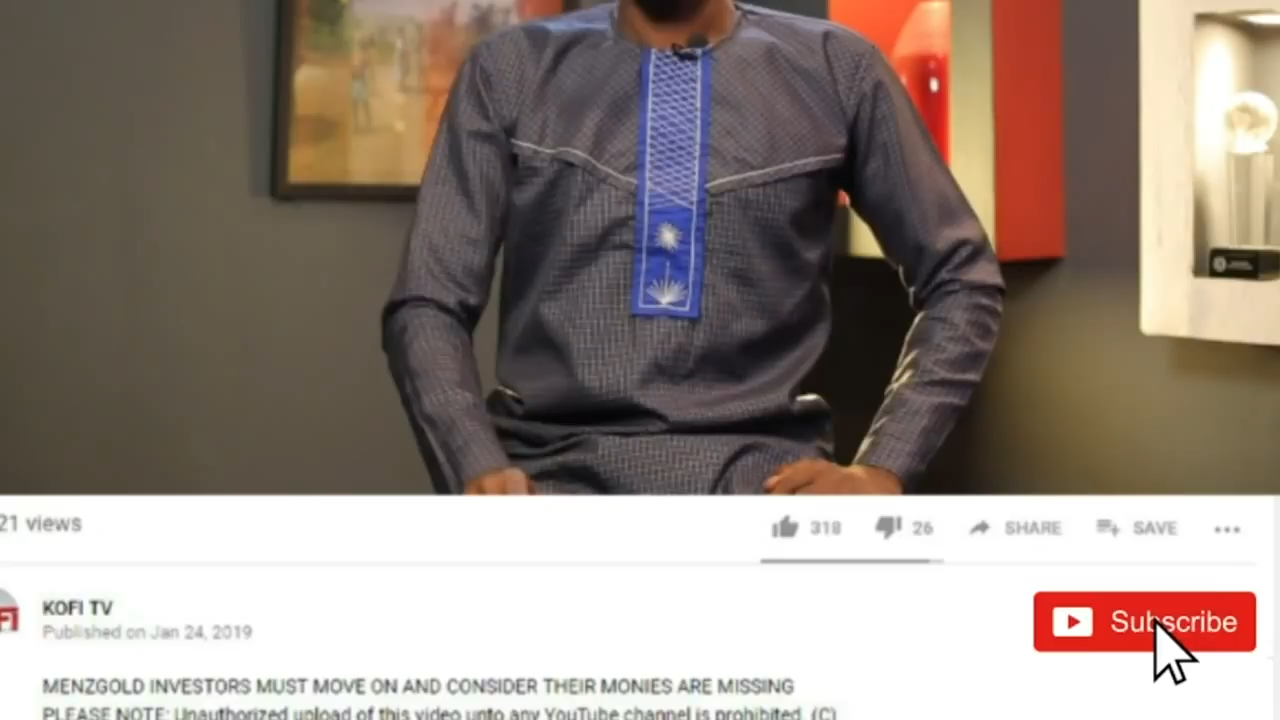 21 views
318
26
SHARE
SAVE
KOFI TV
Published on Jan 24, 2019
Subscribe
MENZGOLD INVESTORS MUST MOVE ON AND CONSIDER THEIR MONIES ARE MISSING
PLEASE NOTE: Unauthorized upload of this video unto any YouTube channel is prohibited. (C)